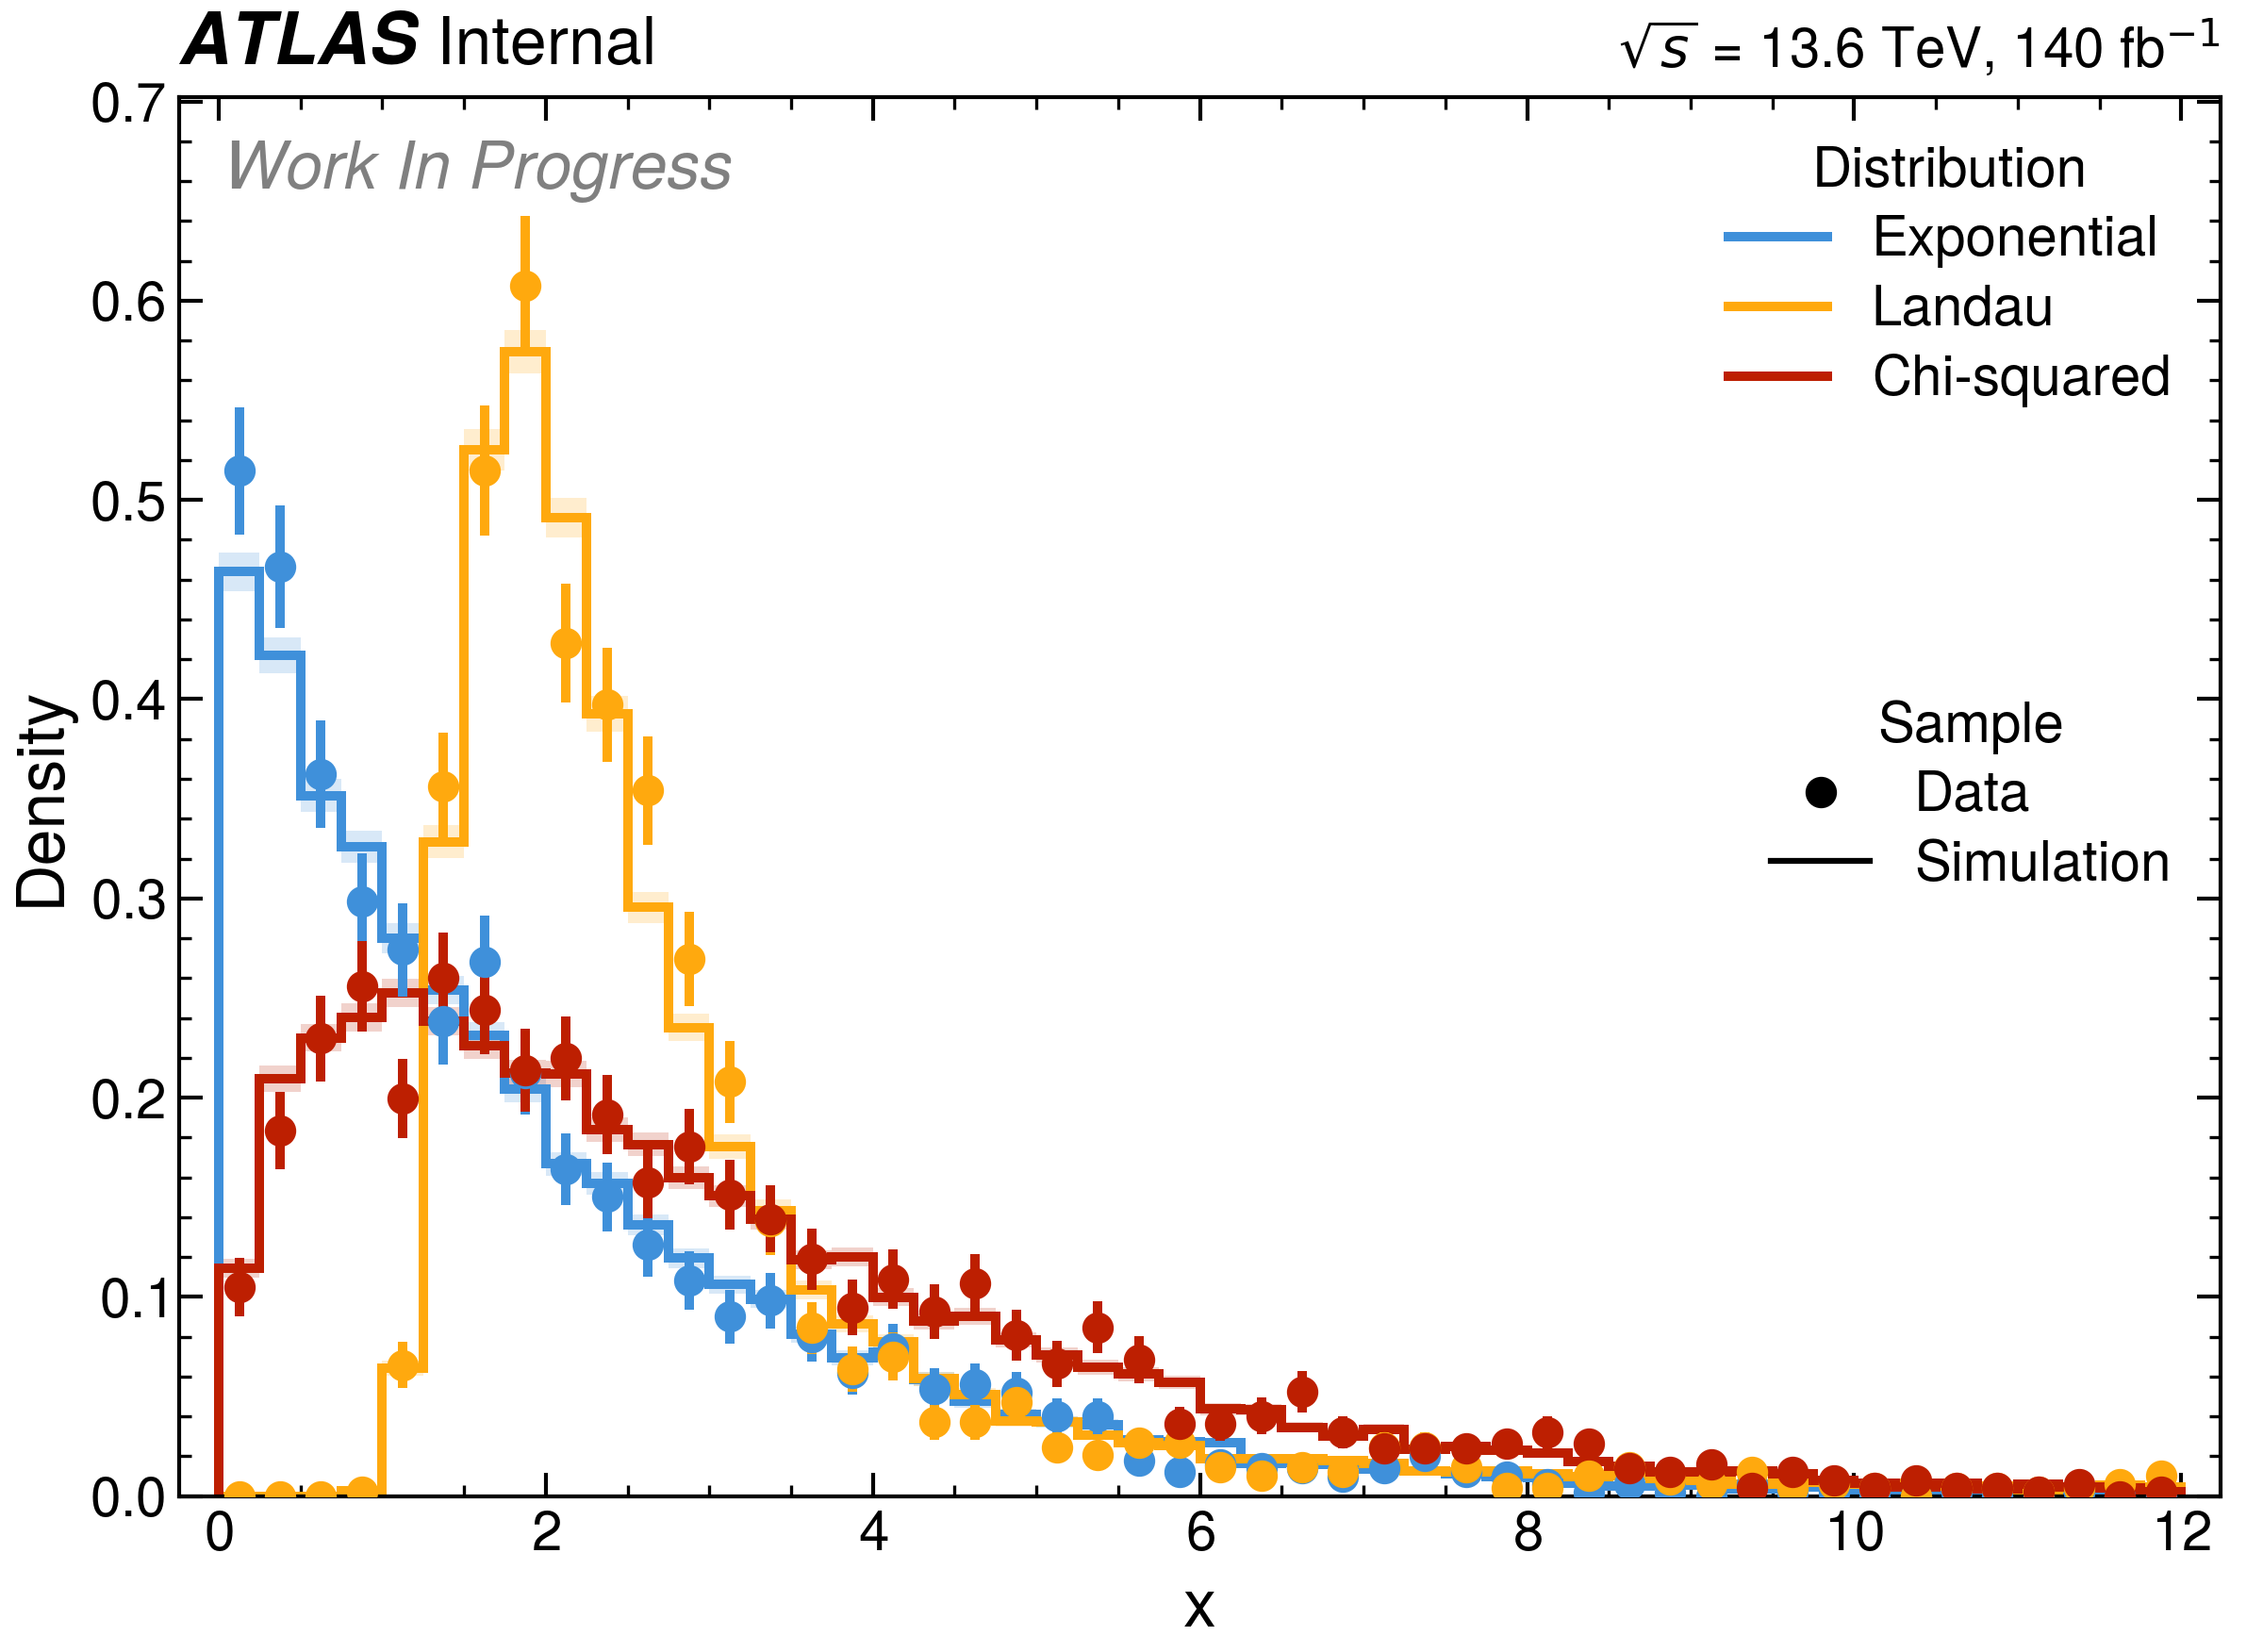 ATLAS Internal
√s = 13.6 TeV, 140 fb⁻¹
Work In Progress
Distribution
Exponential
Landau
Chi-squared
Sample
Data
Simulation
Density
0.7
0.6
0.5
0.4
0.3
0.2
0.1
0.0
0 2 4 6 8 10 12
x